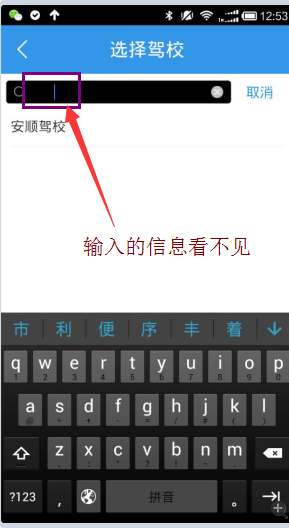 12:53
选择驾校
取消
安顺驾校
输入的信息看不见
市 利 便 序 丰 着
q w e r t y u i o p
a s d f g h j k l
z x c v b n m
?123 , 拼音 。